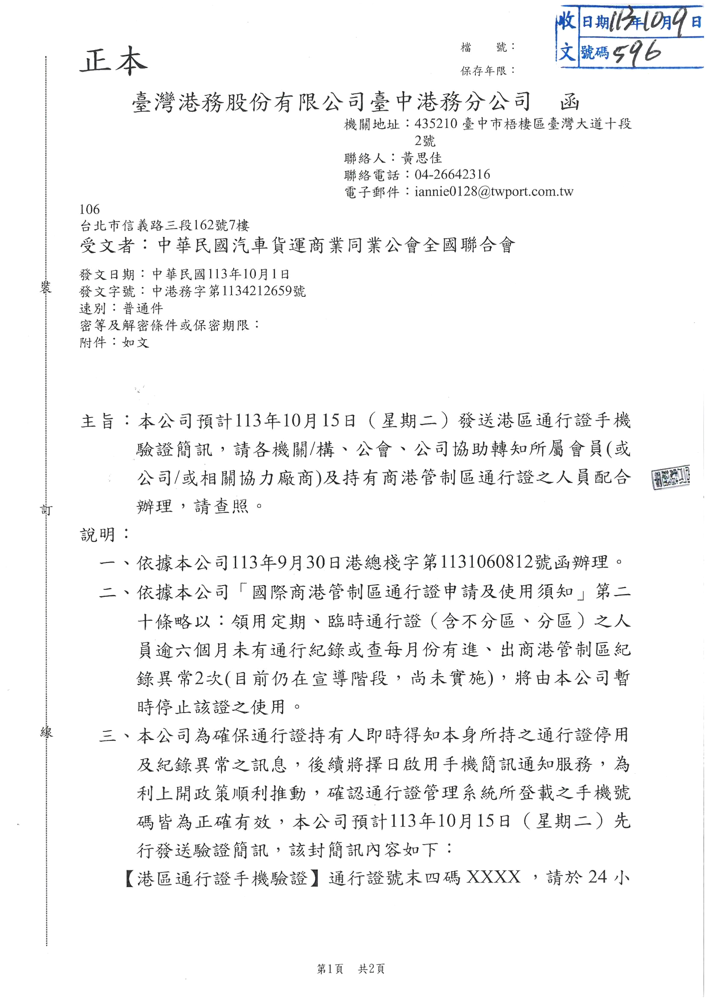 收文 日期113年10月9日
號碼596
正本
檔　　號：
保存年限：
臺灣港務股份有限公司臺中港務分公司　函
機關地址：435210 臺中市梧棲區臺灣大道十段
2號
聯絡人：黃思佳
聯絡電話：04-26642316
電子郵件：iannie0128@twport.com.tw
106
台北市信義路三段162號7樓
受文者：中華民國汽車貨運商業同業公會全國聯合會
發文日期：中華民國113年10月1日
發文字號：中港務字第1134212659號
速別：普通件
密等及解密條件或保密期限：
附件：如文
主旨：本公司預計113年10月15日（星期二）發送港區通行證手機
驗證簡訊，請各機關/構、公會、公司協助轉知所屬會員(或
公司/或相關協力廠商)及持有商港管制區通行證之人員配合
辦理，請查照。
說明：
一、依據本公司113年9月30日港總棧字第1131060812號函辦理。
二、依據本公司「國際商港管制區通行證申請及使用須知」第二
十條略以：領用定期、臨時通行證（含不分區、分區）之人
員逾六個月未有通行紀錄或查每月份有進、出商港管制區紀
錄異常2次(目前仍在宣導階段，尚未實施)，將由本公司暫
時停止該證之使用。
三、本公司為確保通行證持有人即時得知本身所持之通行證停用
及紀錄異常之訊息，後續將擇日啟用手機簡訊通知服務，為
利上開政策順利推動，確認通行證管理系統所登載之手機號
碼皆為正確有效，本公司預計113年10月15日（星期二）先
行發送驗證簡訊，該封簡訊內容如下：
【港區通行證手機驗證】通行證號末四碼 XXXX ，請於 24 小
裝
訂
線
第1頁　共2頁